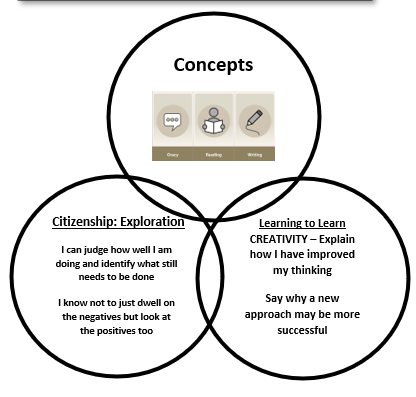 Concepts
Oracy Reading Writing
Citizenship: Exploration
I can judge how well I am
doing and identify what still
needs to be done
I know not to just dwell on
the negatives but look at
the positives too
Learning to Learn
CREATIVITY – Explain
how I have improved
my thinking
Say why a new
approach may be more
successful